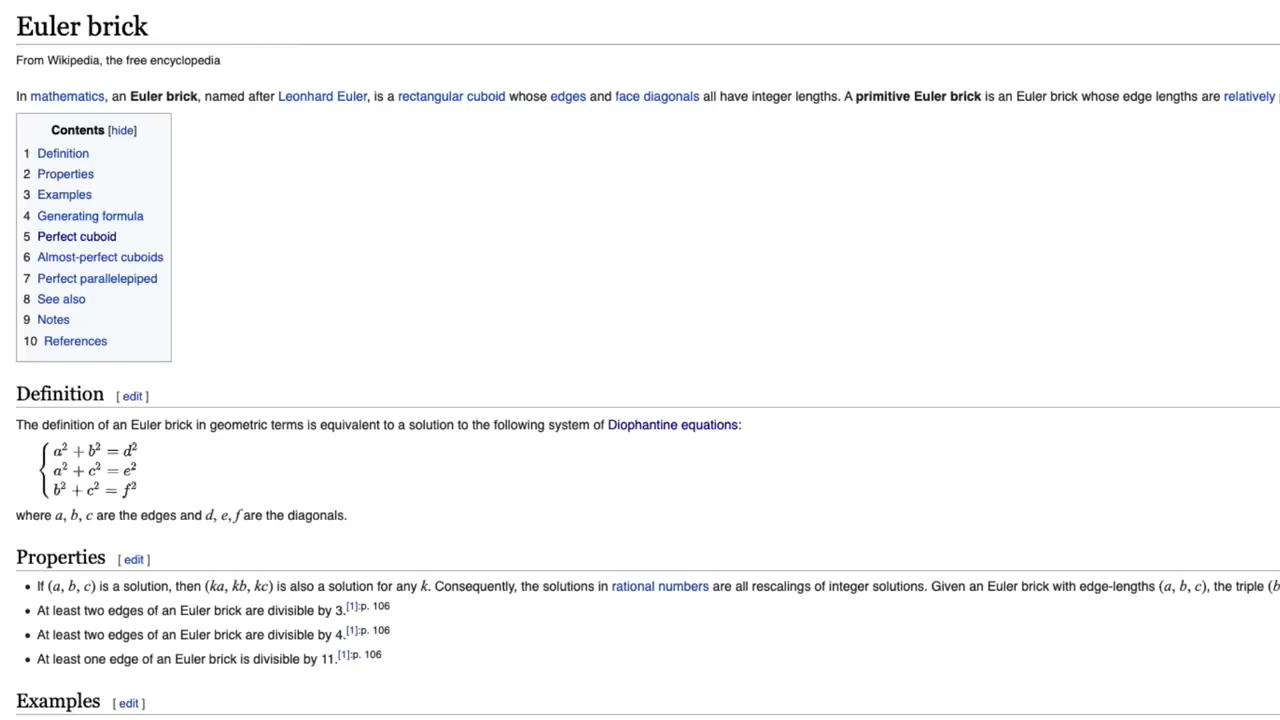 Euler brick
From Wikipedia, the free encyclopedia
In mathematics, an Euler brick, named after Leonhard Euler, is a rectangular cuboid whose edges and face diagonals all have integer lengths. A primitive Euler brick is an Euler brick whose edge lengths are relatively
Contents [hide]
1 Definition
2 Properties
3 Examples
4 Generating formula
5 Perfect cuboid
6 Almost-perfect cuboids
7 Perfect parallelepiped
8 See also
9 Notes
10 References
Definition [ edit ]
The definition of an Euler brick in geometric terms is equivalent to a solution to the following system of Diophantine equations:
a² + b² = d²
a² + c² = e²
b² + c² = f²
where a, b, c are the edges and d, e, f are the diagonals.
Properties [ edit ]
• If (a, b, c) is a solution, then (ka, kb, kc) is also a solution for any k. Consequently, the solutions in rational numbers are all rescalings of integer solutions. Given an Euler brick with edge-lengths (a, b, c), the triple (b
• At least two edges of an Euler brick are divisible by 3.[1]:p. 106
• At least two edges of an Euler brick are divisible by 4.[1]:p. 106
• At least one edge of an Euler brick is divisible by 11.[1]:p. 106
Examples [ edit ]